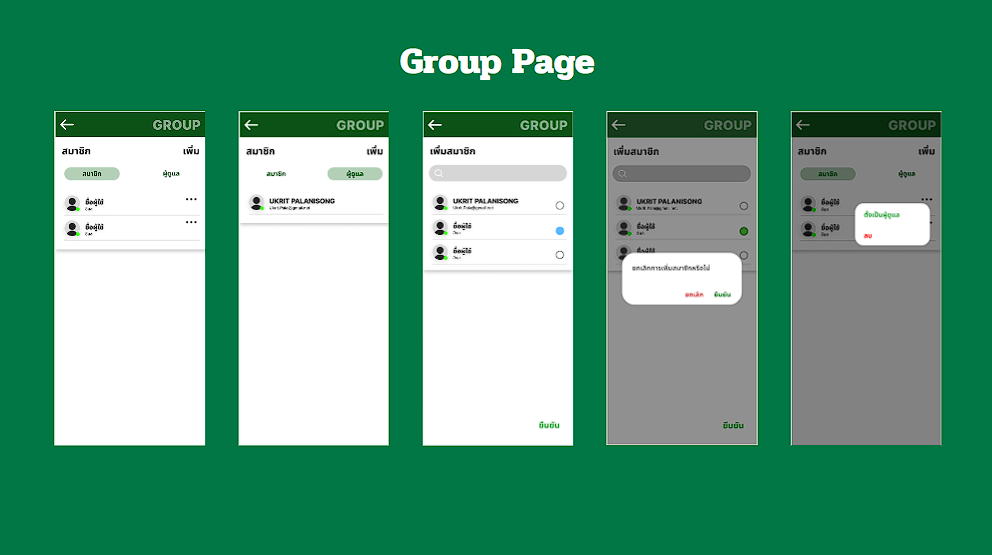 Group Page
GROUP
สมาชิก เพิ่ม
สมาชิก ผู้ดูแล
ชื่อผู้ใช้
ชื่อผู้ใช้
GROUP
สมาชิก เพิ่ม
สมาชิก ผู้ดูแล
UKRIT PALANISONG
GROUP
เพิ่มสมาชิก
UKRIT PALANISONG
ชื่อผู้ใช้
ชื่อผู้ใช้
ยืนยัน
GROUP
เพิ่มสมาชิก
UKRIT PALANISONG
ชื่อผู้ใช้
ชื่อผู้ใช้
ยกเลิกการเพิ่มสมาชิกหรือไม่
ยกเลิก ยืนยัน
ยืนยัน
GROUP
สมาชิก เพิ่ม
สมาชิก ผู้ดูแล
ชื่อผู้ใช้
ชื่อผู้ใช้
ตั้งเป็นผู้ดูแล
ลบ